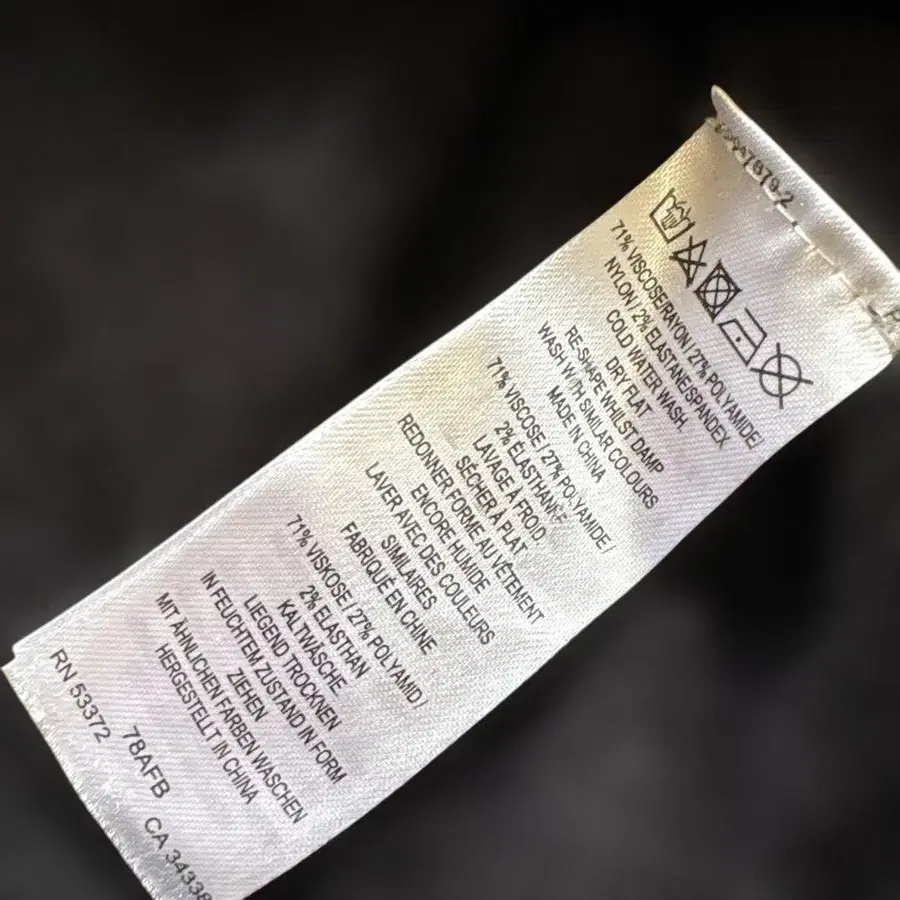 71% VISCOSE/RAYON / 27% POLYAMIDE/
NYLON / 2% ELASTANE/SPANDEX
COLD WATER WASH.
DRY FLAT
RE-SHAPE WHILST DAMP
WASH WITH SIMILAR COLOURS
MADE IN CHINA
71% VISCOSE / 27% POLYAMIDE /
2% ÉLASTHANNE
LAVAGE À FROID.
SÉCHER À PLAT
REDONNER FORME AU VÊTEMENT
ENCORE HUMIDE
LAVER AVEC DES COULEURS
SIMILAIRES
FABRIQUÉ EN CHINE
71% VISKOSE / 27% POLYAMID /
2% ELASTHAN
KALTWÄSCHE
LIEGEND TROCKNEN
IN FEUCHTEM ZUSTAND IN FORM
ZIEHEN
MIT ÄHNLICHEN FARBEN WASCHEN
HERGESTELLT IN CHINA
RN 53372
78AFB
CA 34338